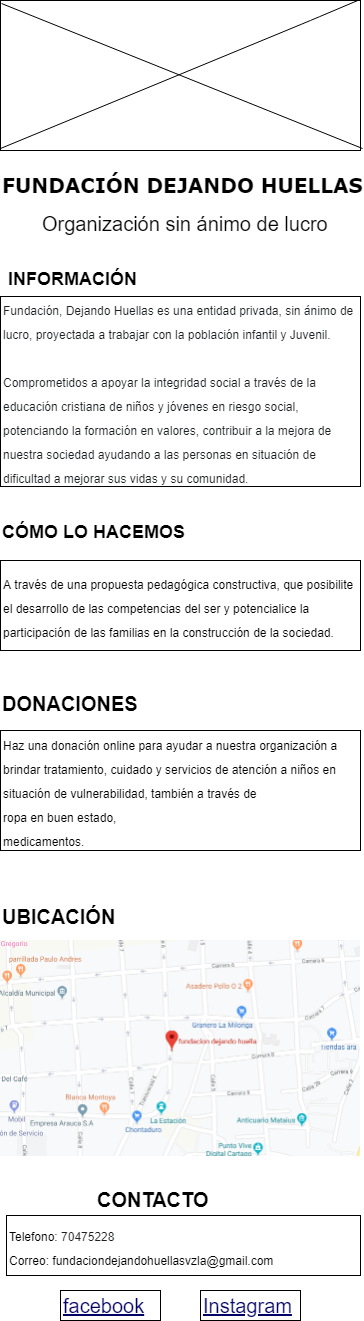 FUNDACIÓN DEJANDO HUELLAS
Organización sin ánimo de lucro
INFORMACIÓN
Fundación, Dejando Huellas es una entidad privada, sin ánimo de
lucro, proyectada a trabajar con la población infantil y Juvenil.
Comprometidos a apoyar la integridad social a través de la
educación cristiana de niños y jóvenes en riesgo social,
potenciando la formación en valores, contribuir a la mejora de
nuestra sociedad ayudando a las personas en situación de
dificultad a mejorar sus vidas y su comunidad.
CÓMO LO HACEMOS
A través de una propuesta pedagógica constructiva, que posibilite
el desarrollo de las competencias del ser y potencialice la
participación de las familias en la construcción de la sociedad.
DONACIONES
Haz una donación online para ayudar a nuestra organización a
brindar tratamiento, cuidado y servicios de atención a niños en
situación de vulnerabilidad, también a través de
ropa en buen estado,
medicamentos.
UBICACIÓN
Gregorio
parrillada Paulo Andres
Carrera 6
Carrera 6
Alcaldía Municipal
Asadero Pollo O 2
Granero La Milonga
Carrera 7
fundacion dejando huella
Tiendas ara
Carrera 8
Del Café
Calle 7
Calle 5
Carrera 8
Calle 2
Blanca Montoya
Mobil
ón de Servicio
Empresa Arauca S.A
La Estación
Chontaduro
Anticuario Mataius
Punto Vive
Digital Cartago
CONTACTO
Telefono: 70475228
Correo: fundaciondejandohuellasvzla@gmail.com
facebook
Instagram